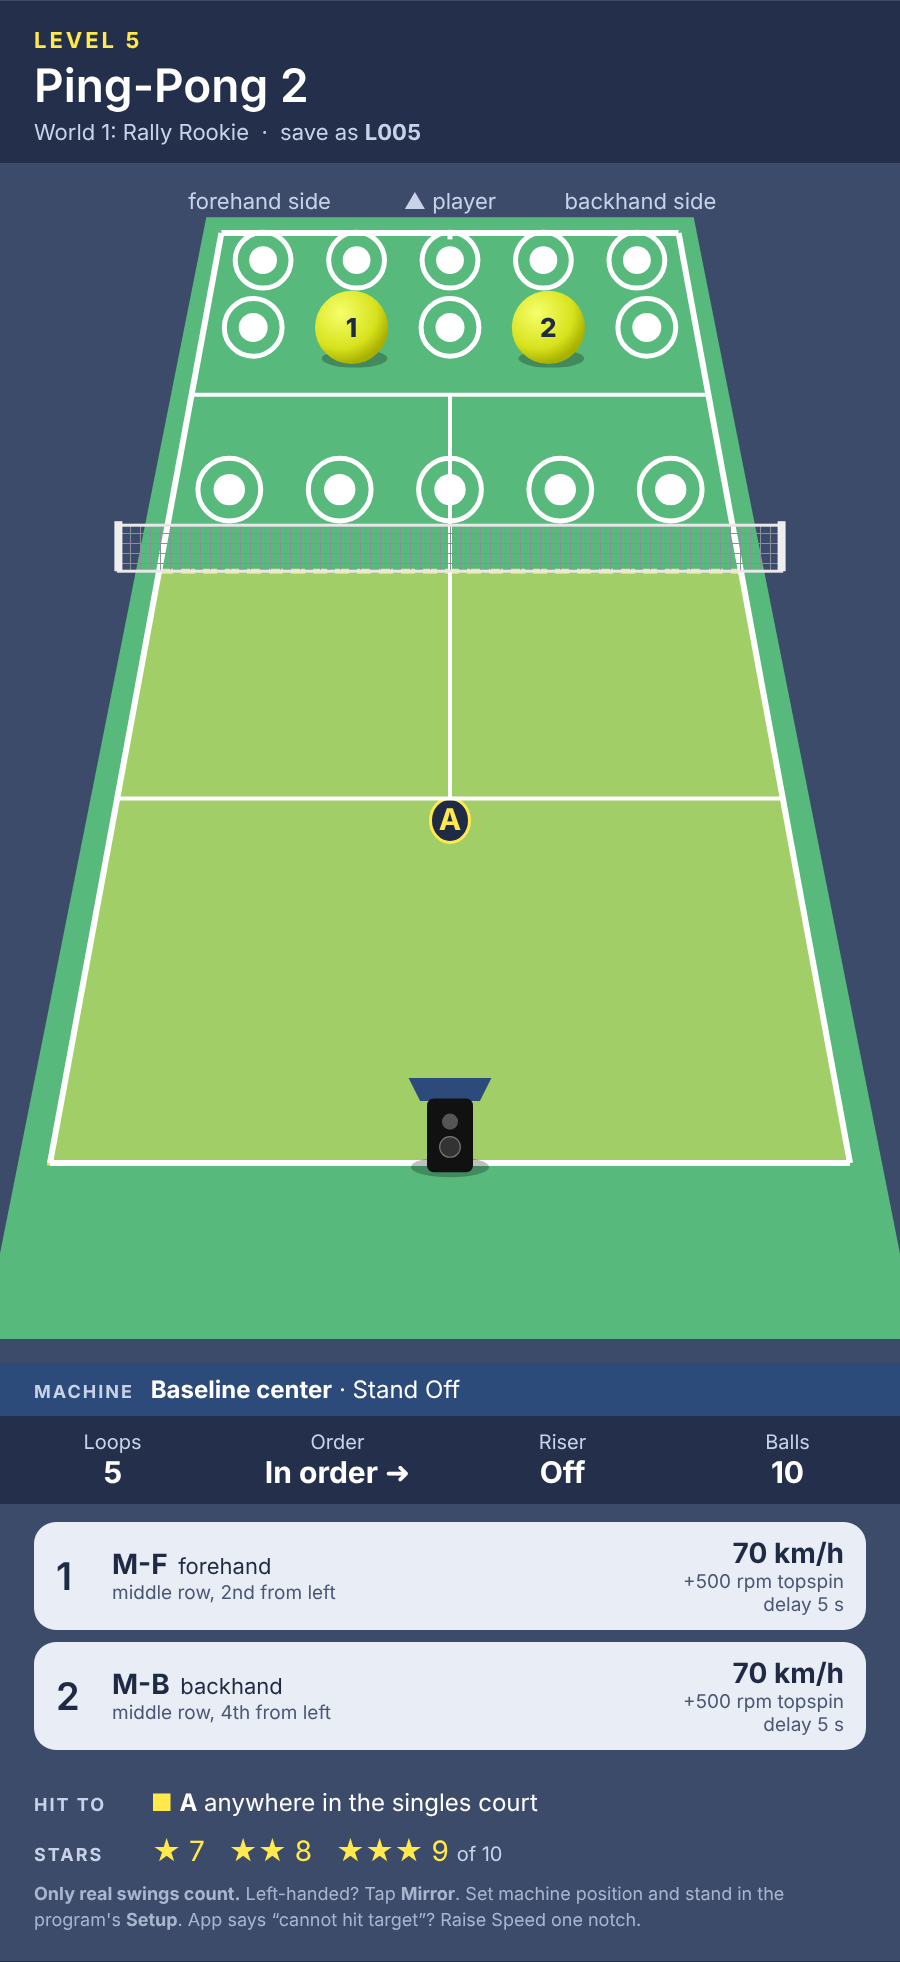 LEVEL 5
Ping-Pong 2
World 1: Rally Rookie · save as L005
forehand side ▲ player backhand side
1 2
A
MACHINE Baseline center · Stand Off
Loops Order Riser Balls
5 In order → Off 10
1 M-F forehand 70 km/h
middle row, 2nd from left +500 rpm topspin
delay 5 s
2 M-B backhand 70 km/h
middle row, 4th from left +500 rpm topspin
delay 5 s
HIT TO ■ A anywhere in the singles court
STARS ★ 7 ★★ 8 ★★★ 9 of 10
Only real swings count. Left-handed? Tap Mirror. Set machine position and stand in the
program's Setup. App says “cannot hit target”? Raise Speed one notch.